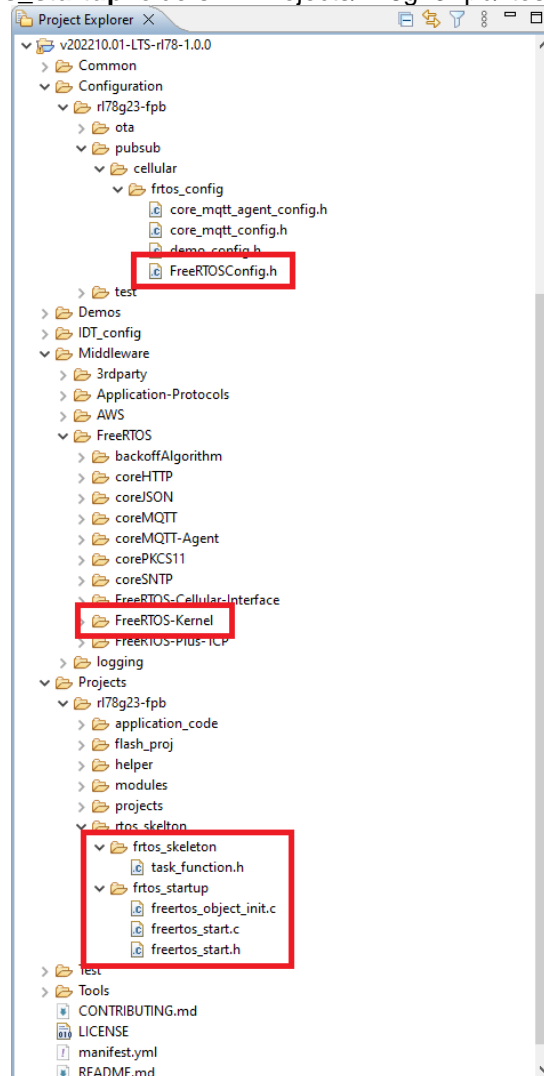 Project Explorer
v202210.01-LTS-rl78-1.0.0
Common
Configuration
rl78g23-fpb
ota
pubsub
cellular
frtos_config
core_mqtt_agent_config.h
core_mqtt_config.h
demo_config.h
FreeRTOSConfig.h
test
Demos
IDT_config
Middleware
3rdparty
Application-Protocols
AWS
FreeRTOS
backoffAlgorithm
coreHTTP
coreJSON
coreMQTT
coreMQTT-Agent
corePKCS11
coreSNTP
FreeRTOS-Cellular-Interface
FreeRTOS-Kernel
FreeRTOS-Plus-TCP
logging
Projects
rl78g23-fpb
application_code
flash_proj
helper
modules
projects
rtos_skelton
frtos_skeleton
task_function.h
frtos_startup
freertos_object_init.c
freertos_start.c
freertos_start.h
Test
Tools
CONTRIBUTING.md
LICENSE
manifest.yml
README.md